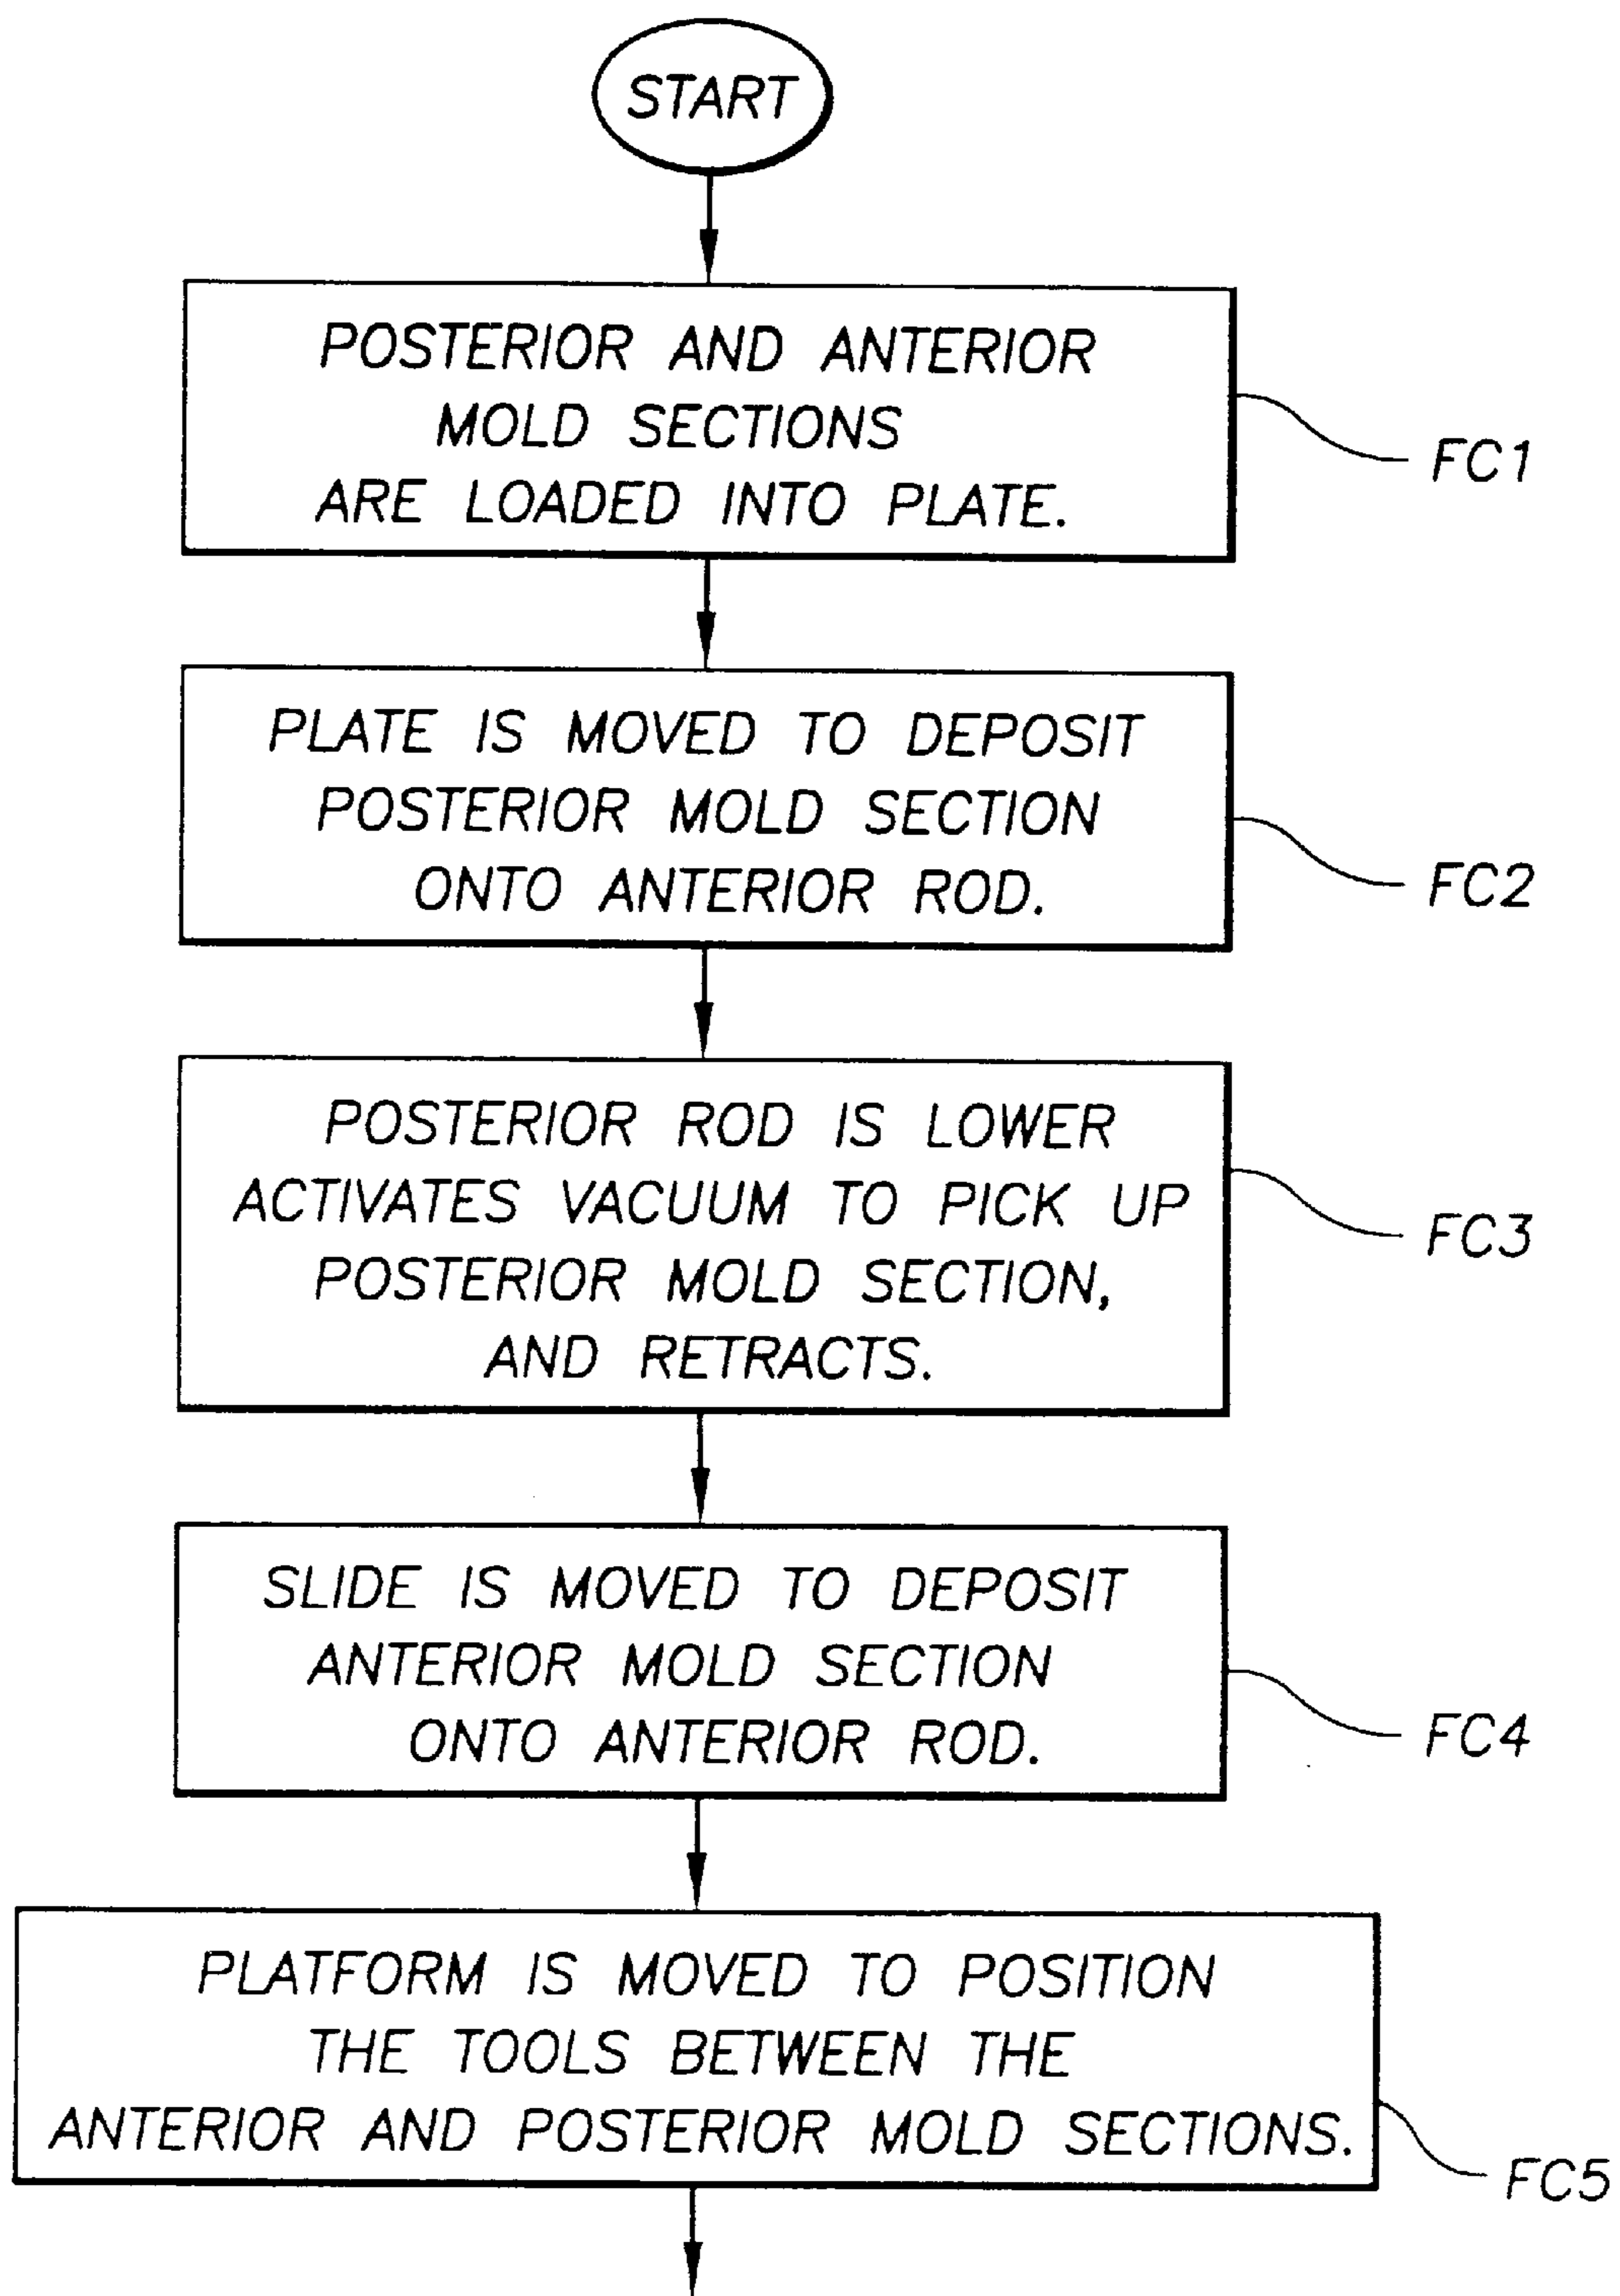 START
POSTERIOR AND ANTERIOR
MOLD SECTIONS
ARE LOADED INTO PLATE.
FC1
PLATE IS MOVED TO DEPOSIT
POSTERIOR MOLD SECTION
ONTO ANTERIOR ROD.
FC2
POSTERIOR ROD IS LOWER
ACTIVATES VACUUM TO PICK UP
POSTERIOR MOLD SECTION,
AND RETRACTS.
FC3
SLIDE IS MOVED TO DEPOSIT
ANTERIOR MOLD SECTION
ONTO ANTERIOR ROD.
FC4
PLATFORM IS MOVED TO POSITION
THE TOOLS BETWEEN THE
ANTERIOR AND POSTERIOR MOLD SECTIONS.
FC5